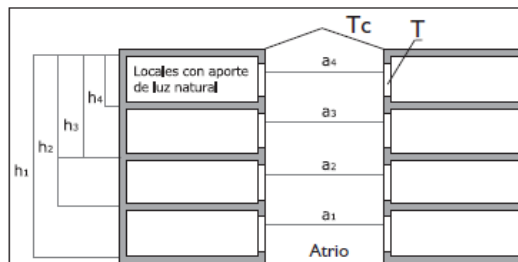 Tc
T
Locales con aporte
de luz natural
a₄
h₄
a₃
h₃
h₂
a₂
h₁
a₁
Atrio